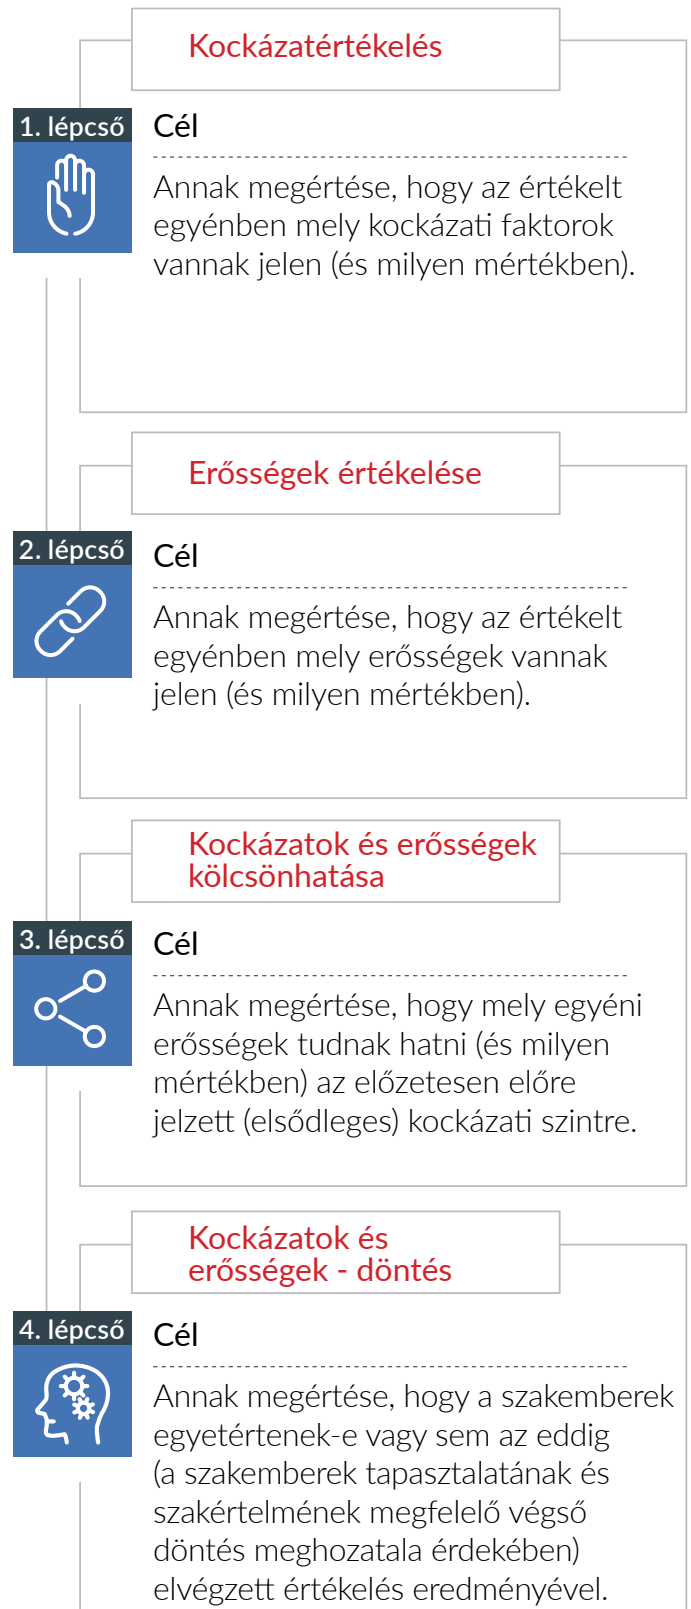 Kockázatértékelés
1. lépcső
Cél
Annak megértése, hogy az értékelt
egyénben mely kockázati faktorok
vannak jelen (és milyen mértékben).
Erősségek értékelése
2. lépcső
Cél
Annak megértése, hogy az értékelt
egyénben mely erősségek vannak
jelen (és milyen mértékben).
Kockázatok és erősségek
kölcsönhatása
3. lépcső
Cél
Annak megértése, hogy mely egyéni
erősségek tudnak hatni (és milyen
mértékben) az előzetesen előre
jelzett (elsődleges) kockázati szintre.
Kockázatok és
erősségek - döntés
4. lépcső
Cél
Annak megértése, hogy a szakemberek
egyetértenek-e vagy sem az eddig
(a szakemberek tapasztalatának és
szakértelmének megfelelő végső
döntés meghozatala érdekében)
elvégzett értékelés eredményével.